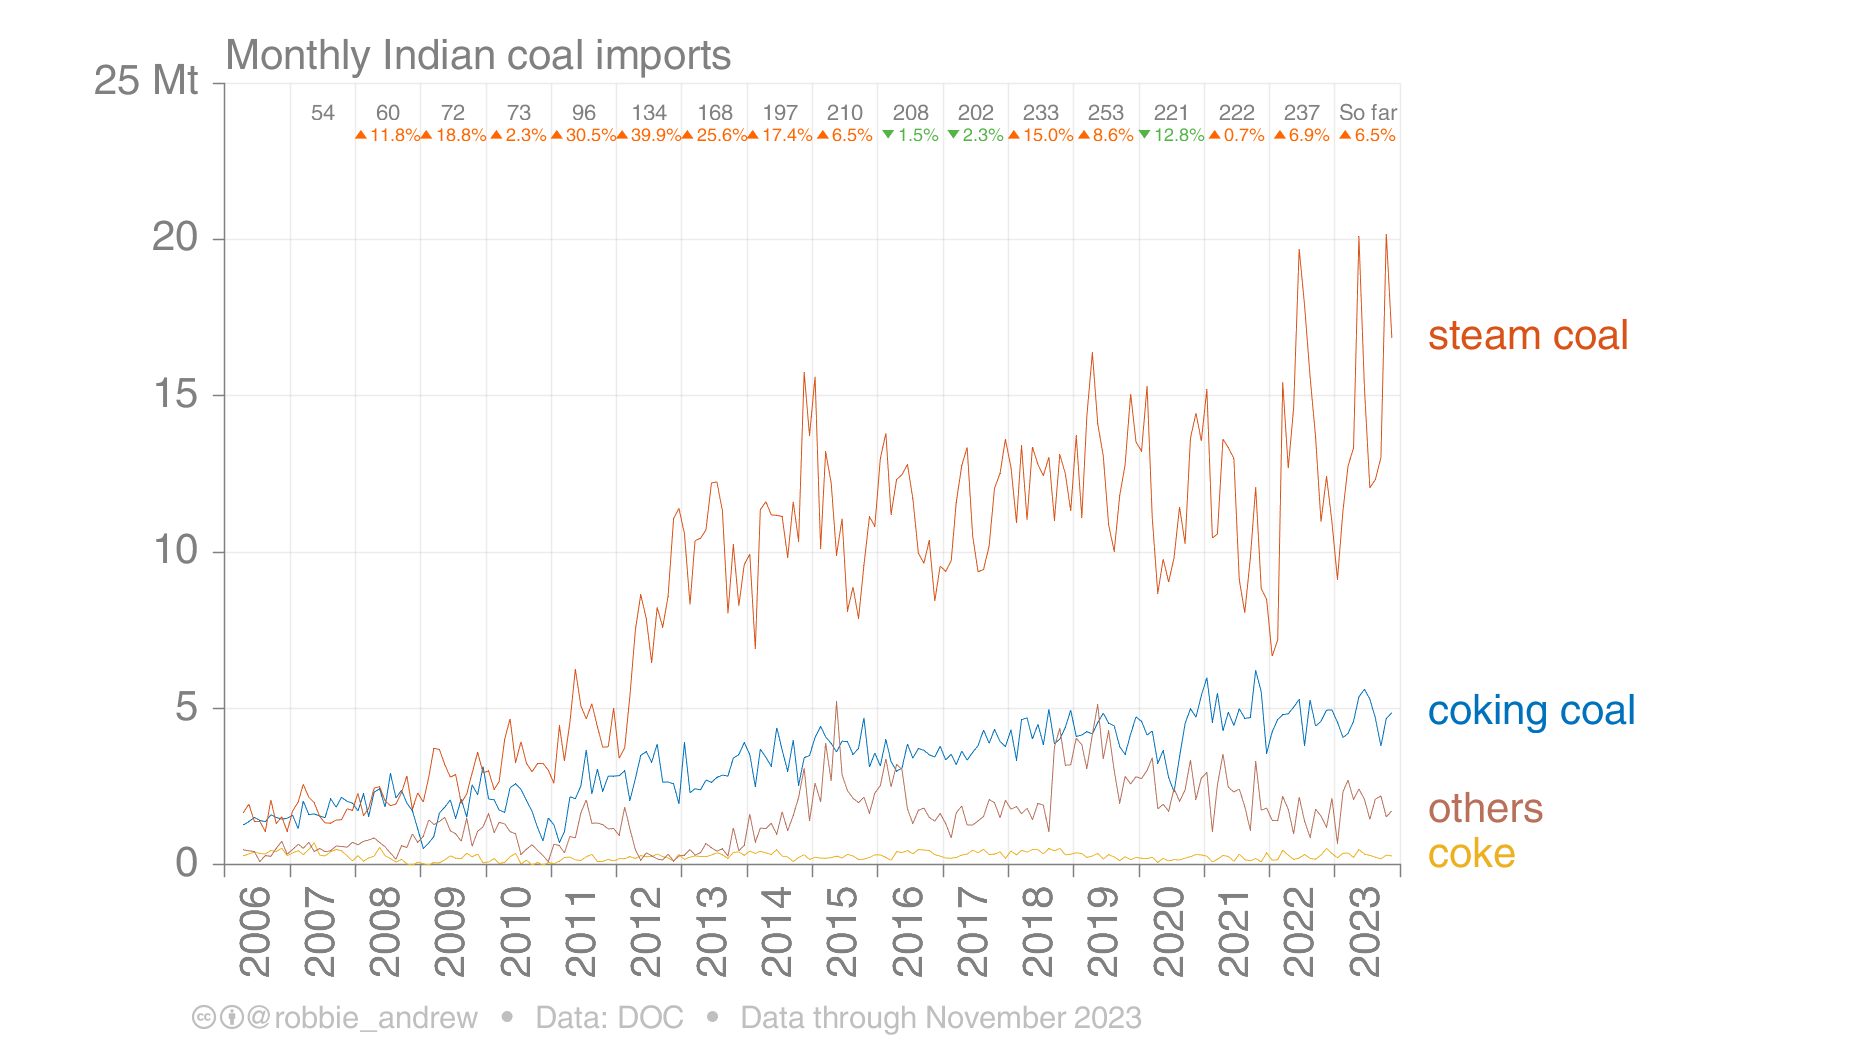 Monthly Indian coal imports
25 Mt
54 60 72 73 96 134 168 197 210 208 202 233 253 221 222 237 So far
▲ 11.8% ▲ 18.8% ▲ 2.3% ▲ 30.5% ▲ 39.9% ▲ 25.6% ▲ 17.4% ▲ 6.5% ▼ 1.5% ▼ 2.3% ▲ 15.0% ▲ 8.6% ▼ 12.8% ▲ 0.7% ▲ 6.9% ▲ 6.5%
20
steam coal
15
10
5
coking coal
others
coke
0
2006 2007 2008 2009 2010 2011 2012 2013 2014 2015 2016 2017 2018 2019 2020 2021 2022 2023
@robbie_andrew • Data: DOC • Data through November 2023